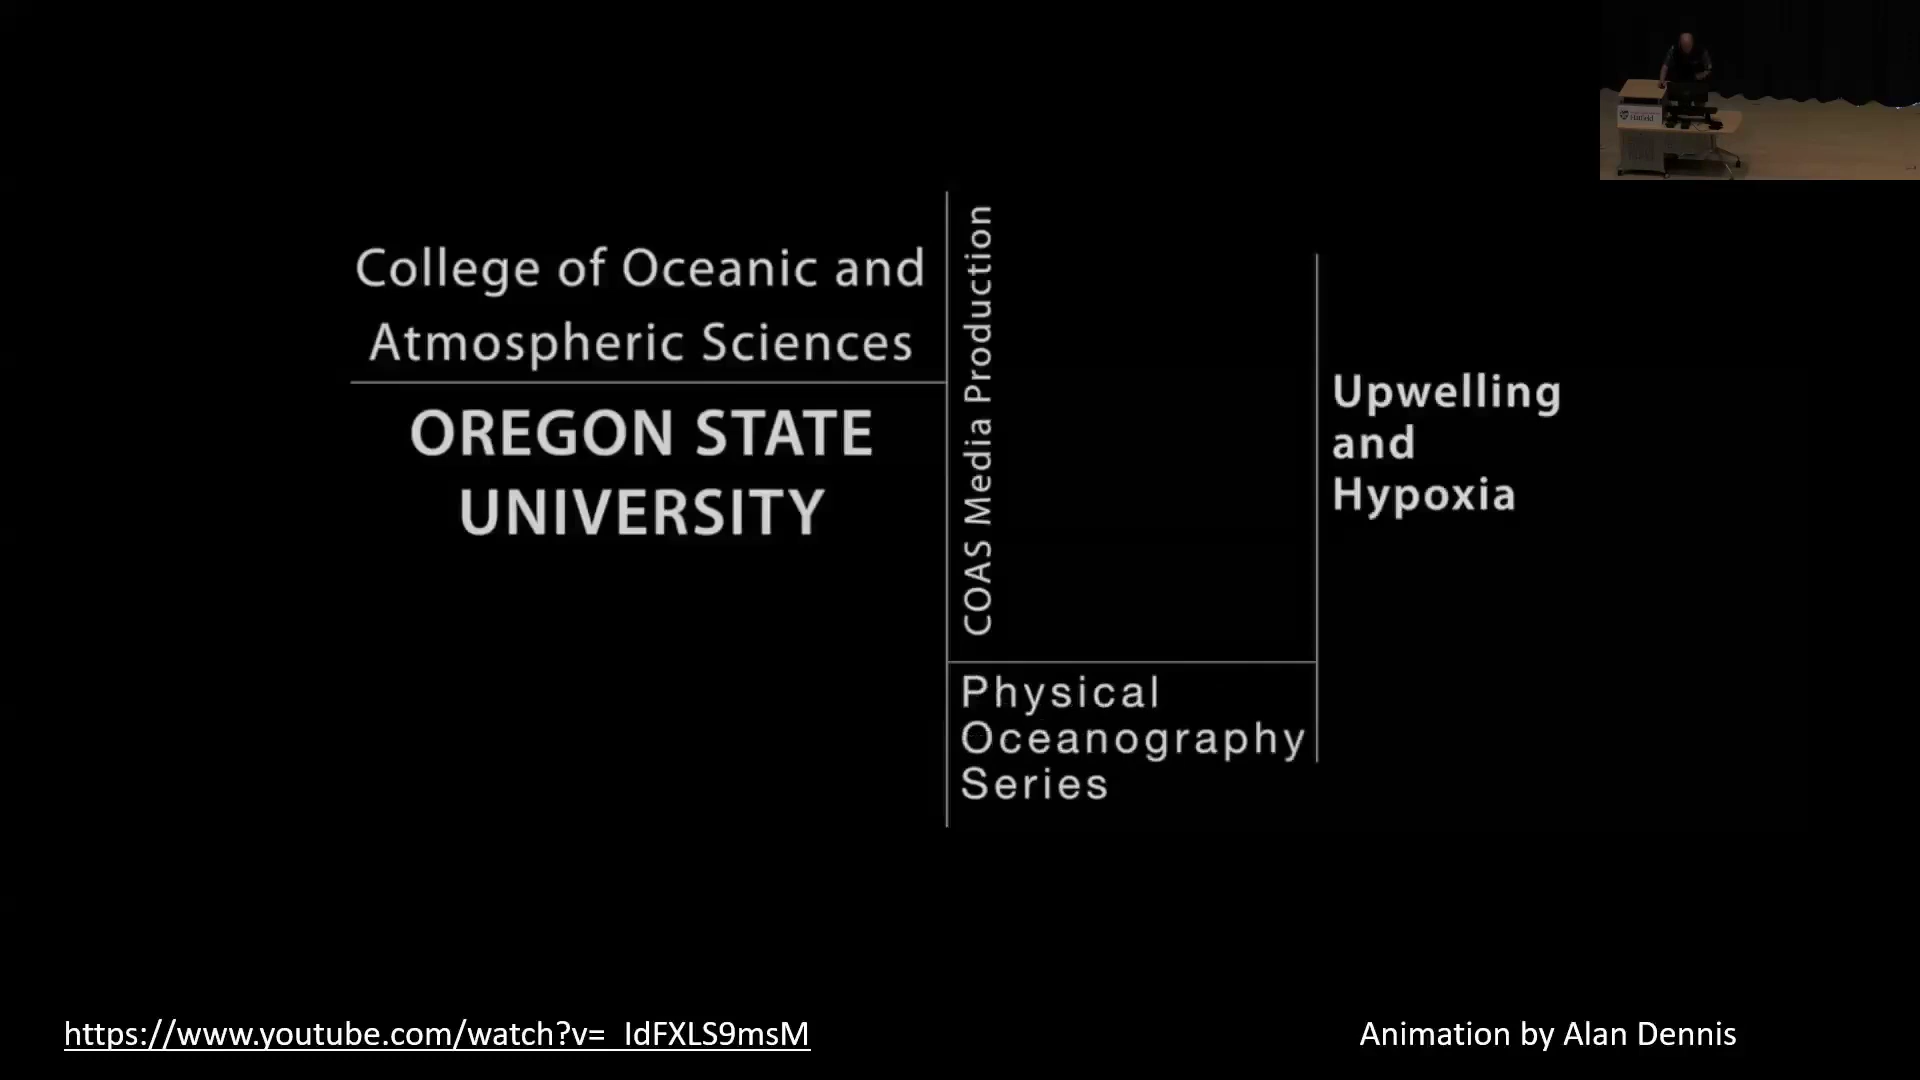 College of Oceanic and
Atmospheric Sciences
OREGON STATE
UNIVERSITY
COAS Media Production
Physical
Oceanography
Series
Upwelling
and
Hypoxia
Hatfield
https://www.youtube.com/watch?v=_IdFXLS9msM
Animation by Alan Dennis